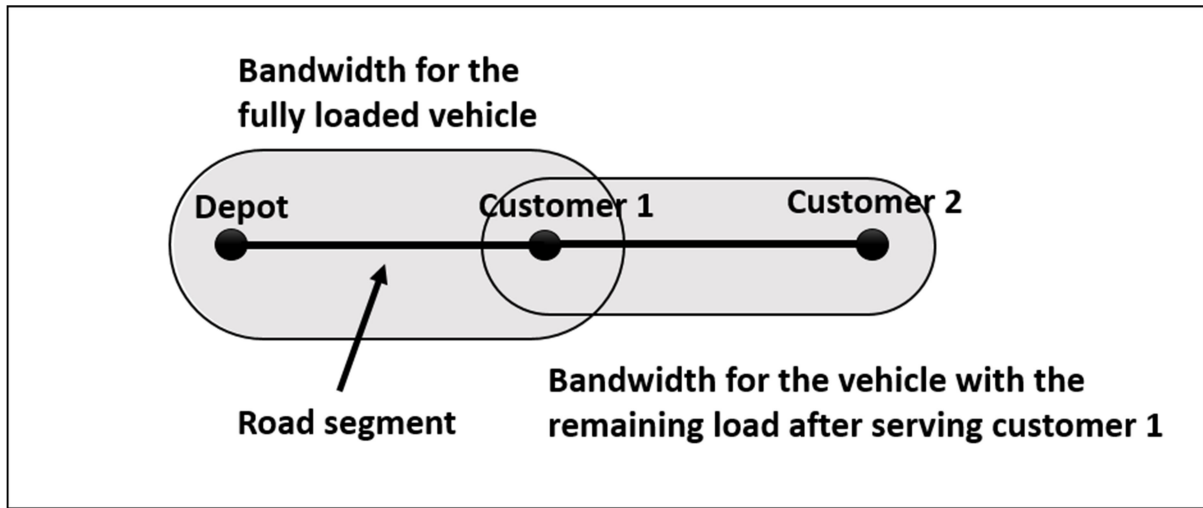 Bandwidth for the
fully loaded vehicle
Depot
Customer 1
Customer 2
Road segment
Bandwidth for the vehicle with the
remaining load after serving customer 1